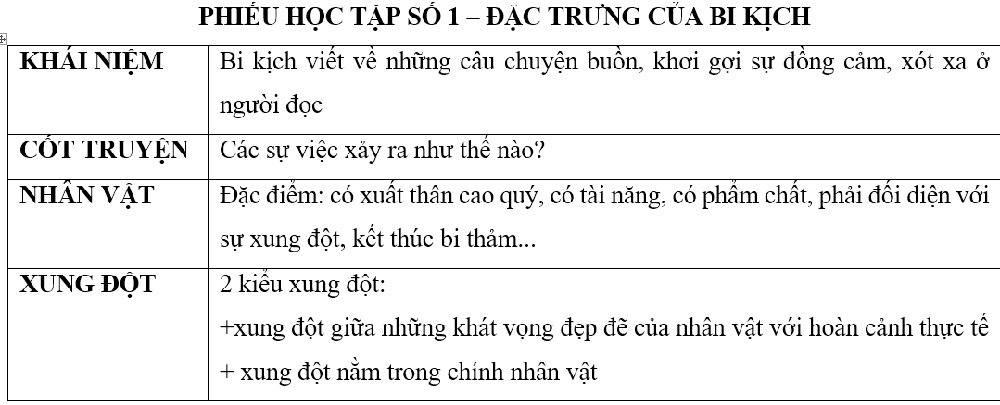 PHIẾU HỌC TẬP SỐ 1 – ĐẶC TRƯNG CỦA BI KỊCH
KHÁI NIỆM
Bi kịch viết về những câu chuyện buồn, khơi gợi sự đồng cảm, xót xa ở
người đọc
CỐT TRUYỆN
Các sự việc xảy ra như thế nào?
NHÂN VẬT
Đặc điểm: có xuất thân cao quý, có tài năng, có phẩm chất, phải đối diện với
sự xung đột, kết thúc bi thảm...
XUNG ĐỘT
2 kiểu xung đột:
+xung đột giữa những khát vọng đẹp đẽ của nhân vật với hoàn cảnh thực tế
+ xung đột nằm trong chính nhân vật